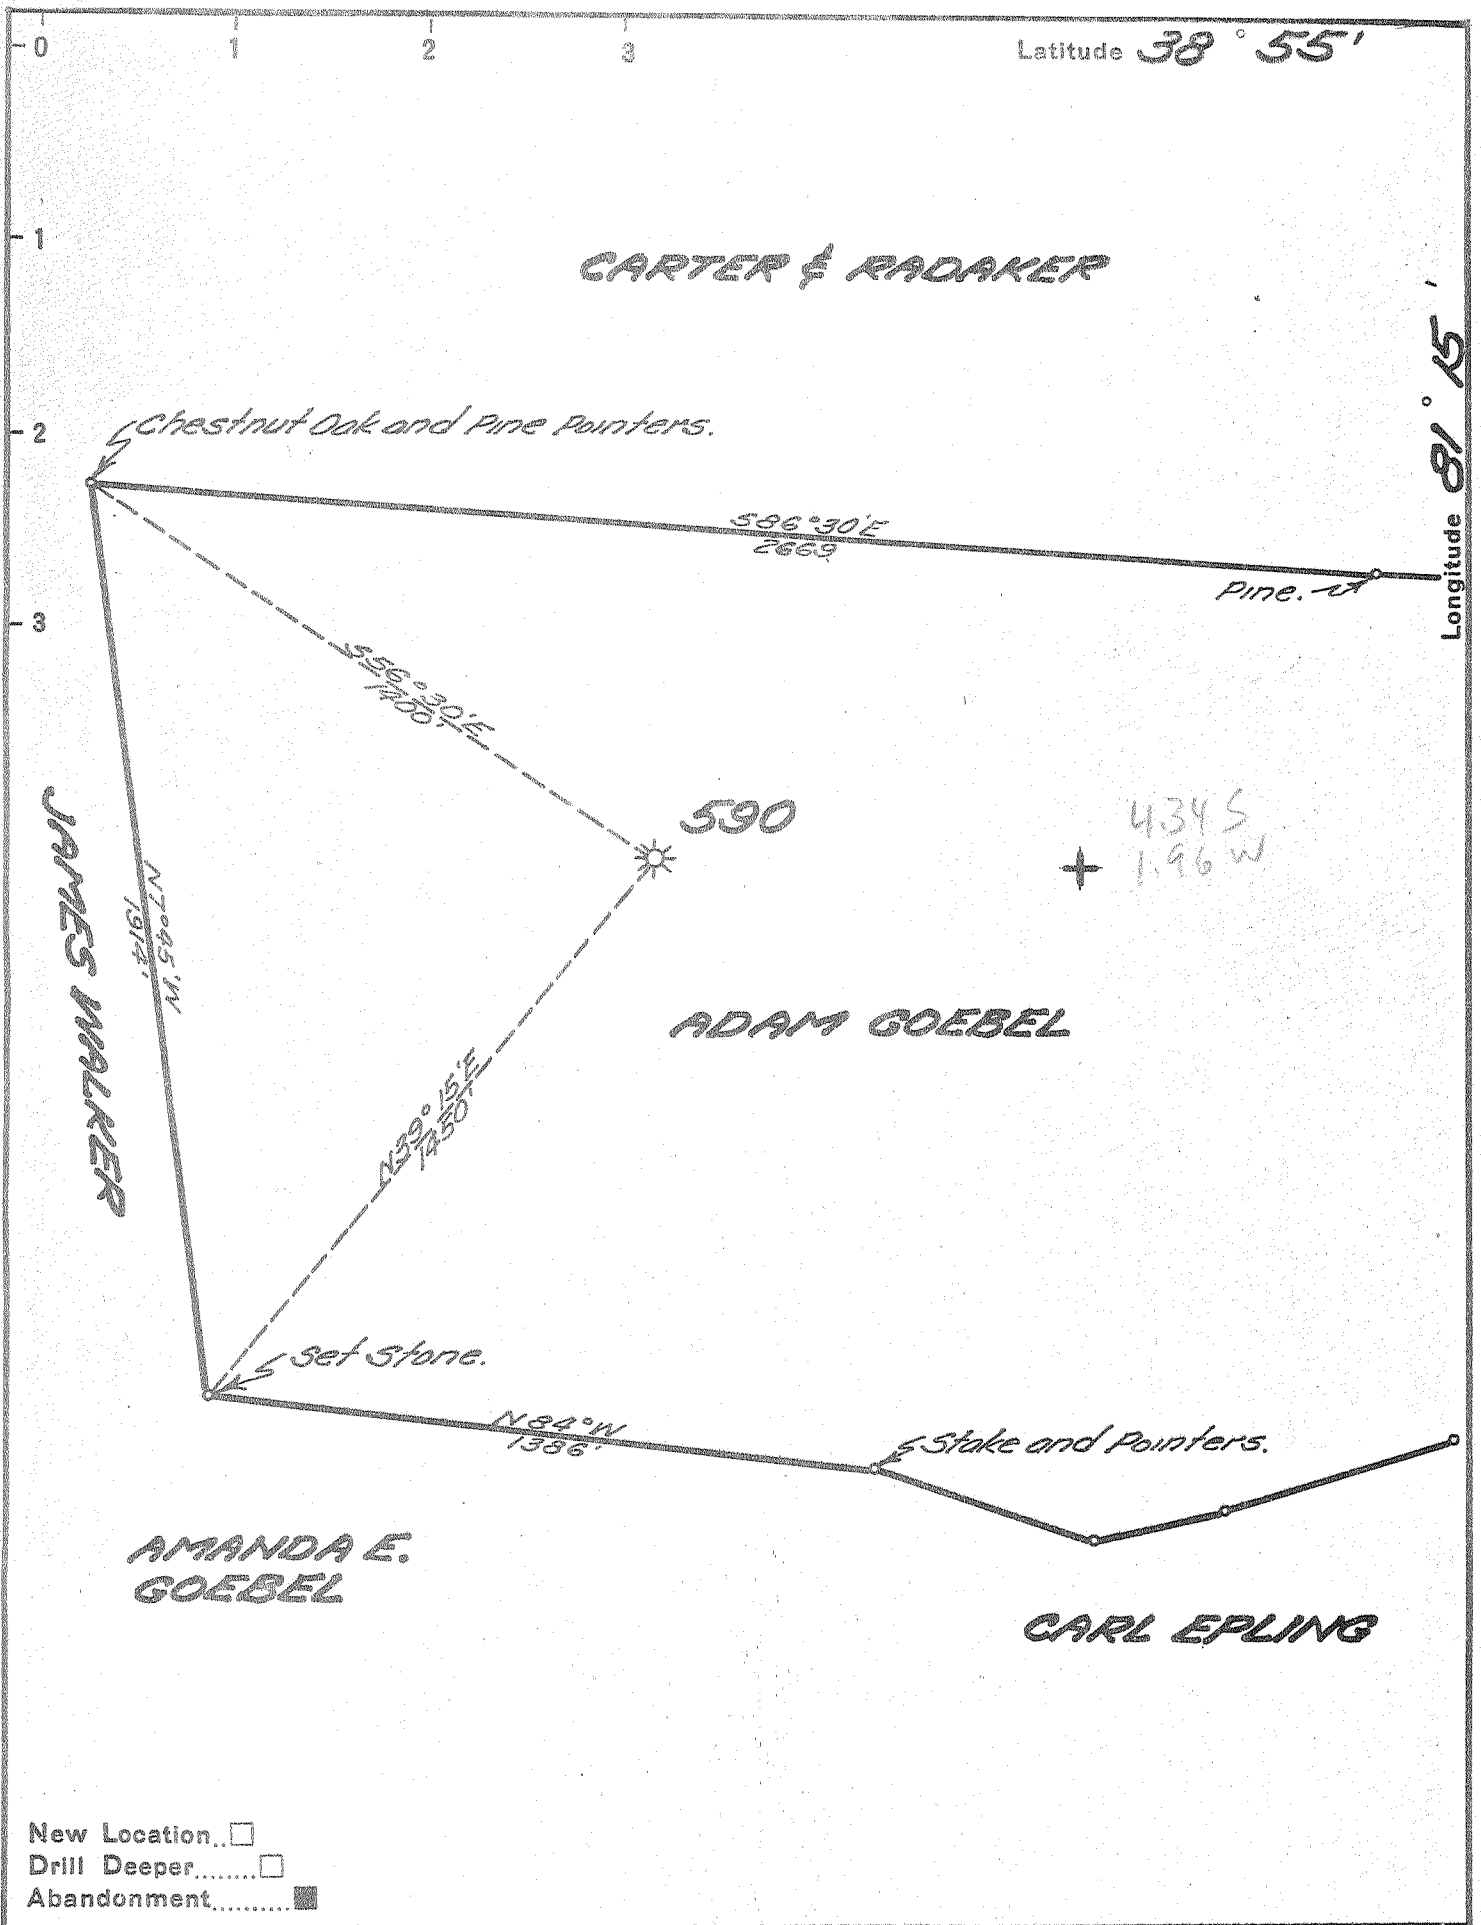 0 1 2 3
Latitude 38° 55'
1
2
3
Longitude 81° 15'
CARTER & RADAKER
Chestnut Oak and Pine Pointers.
S86°30'E
2669
Pine.
S56°30'E
1400'
590
4.34 S
1.96 W
JAMES WALKER
N7°45'W
1914'
ADAM GOEBEL
N39°15'E
1450'
Set Stone.
N84°W
1386'
Stake and Pointers.
AMANDA E.
GOEBEL
CARL EPLING
New Location..
Drill Deeper........
Abandonment..........